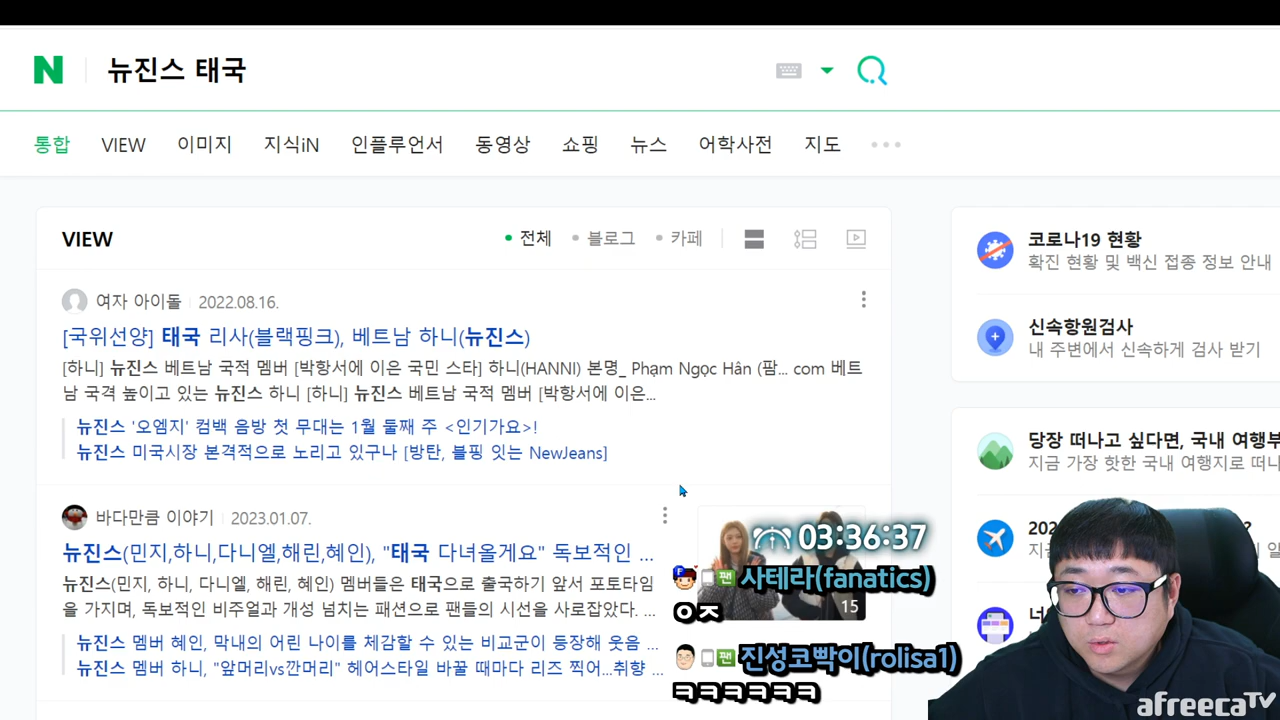 N 뉴진스 태국
통합 VIEW 이미지 지식iN 인플루언서 동영상 쇼핑 뉴스 어학사전 지도
VIEW
전체 블로그 카페
여자 아이돌 2022.08.16.
[국위선양] 태국 리사(블랙핑크), 베트남 하니(뉴진스)
[하니] 뉴진스 베트남 국적 멤버 [박항서에 이은 국민 스타] 하니(HANNI) 본명_ Phạm Ngọc Hân (팜... com 베트
남 국격 높이고 있는 뉴진스 하니 [하니] 뉴진스 베트남 국적 멤버 [박항서에 이은...
뉴진스 '오엠지' 컴백 음방 첫 무대는 1월 둘째 주 <인기가요>!
뉴진스 미국시장 본격적으로 노리고 있구나 [방탄, 블핑 잇는 NewJeans]
바다만큼 이야기 2023.01.07.
뉴진스(민지,하니,다니엘,해린,혜인), "태국 다녀올게요" 독보적인 ...
뉴진스(민지, 하니, 다니엘, 해린, 혜인) 멤버들은 태국으로 출국하기 앞서 포토타임
을 가지며, 독보적인 비주얼과 개성 넘치는 패션으로 팬들의 시선을 사로잡았다. ...
뉴진스 멤버 혜인, 막내의 어린 나이를 체감할 수 있는 비교군이 등장해 웃음 ...
뉴진스 멤버 하니, "앞머리vs깐머리" 헤어스타일 바꿀 때마다 리즈 찍어...취향 ...
코로나19 현황
확진 현황 및 백신 접종 정보 안내
신속항원검사
내 주변에서 신속하게 검사 받기
당장 떠나고 싶다면, 국내 여행부
지금 가장 핫한 국내 여행지로 떠나
202
03:36:37
팬 사테라(fanatics)
ㅇㅈ
15
팬 진성코빡이(rolisa1)
ㅋㅋㅋㅋㅋㅋ
afreecaTV